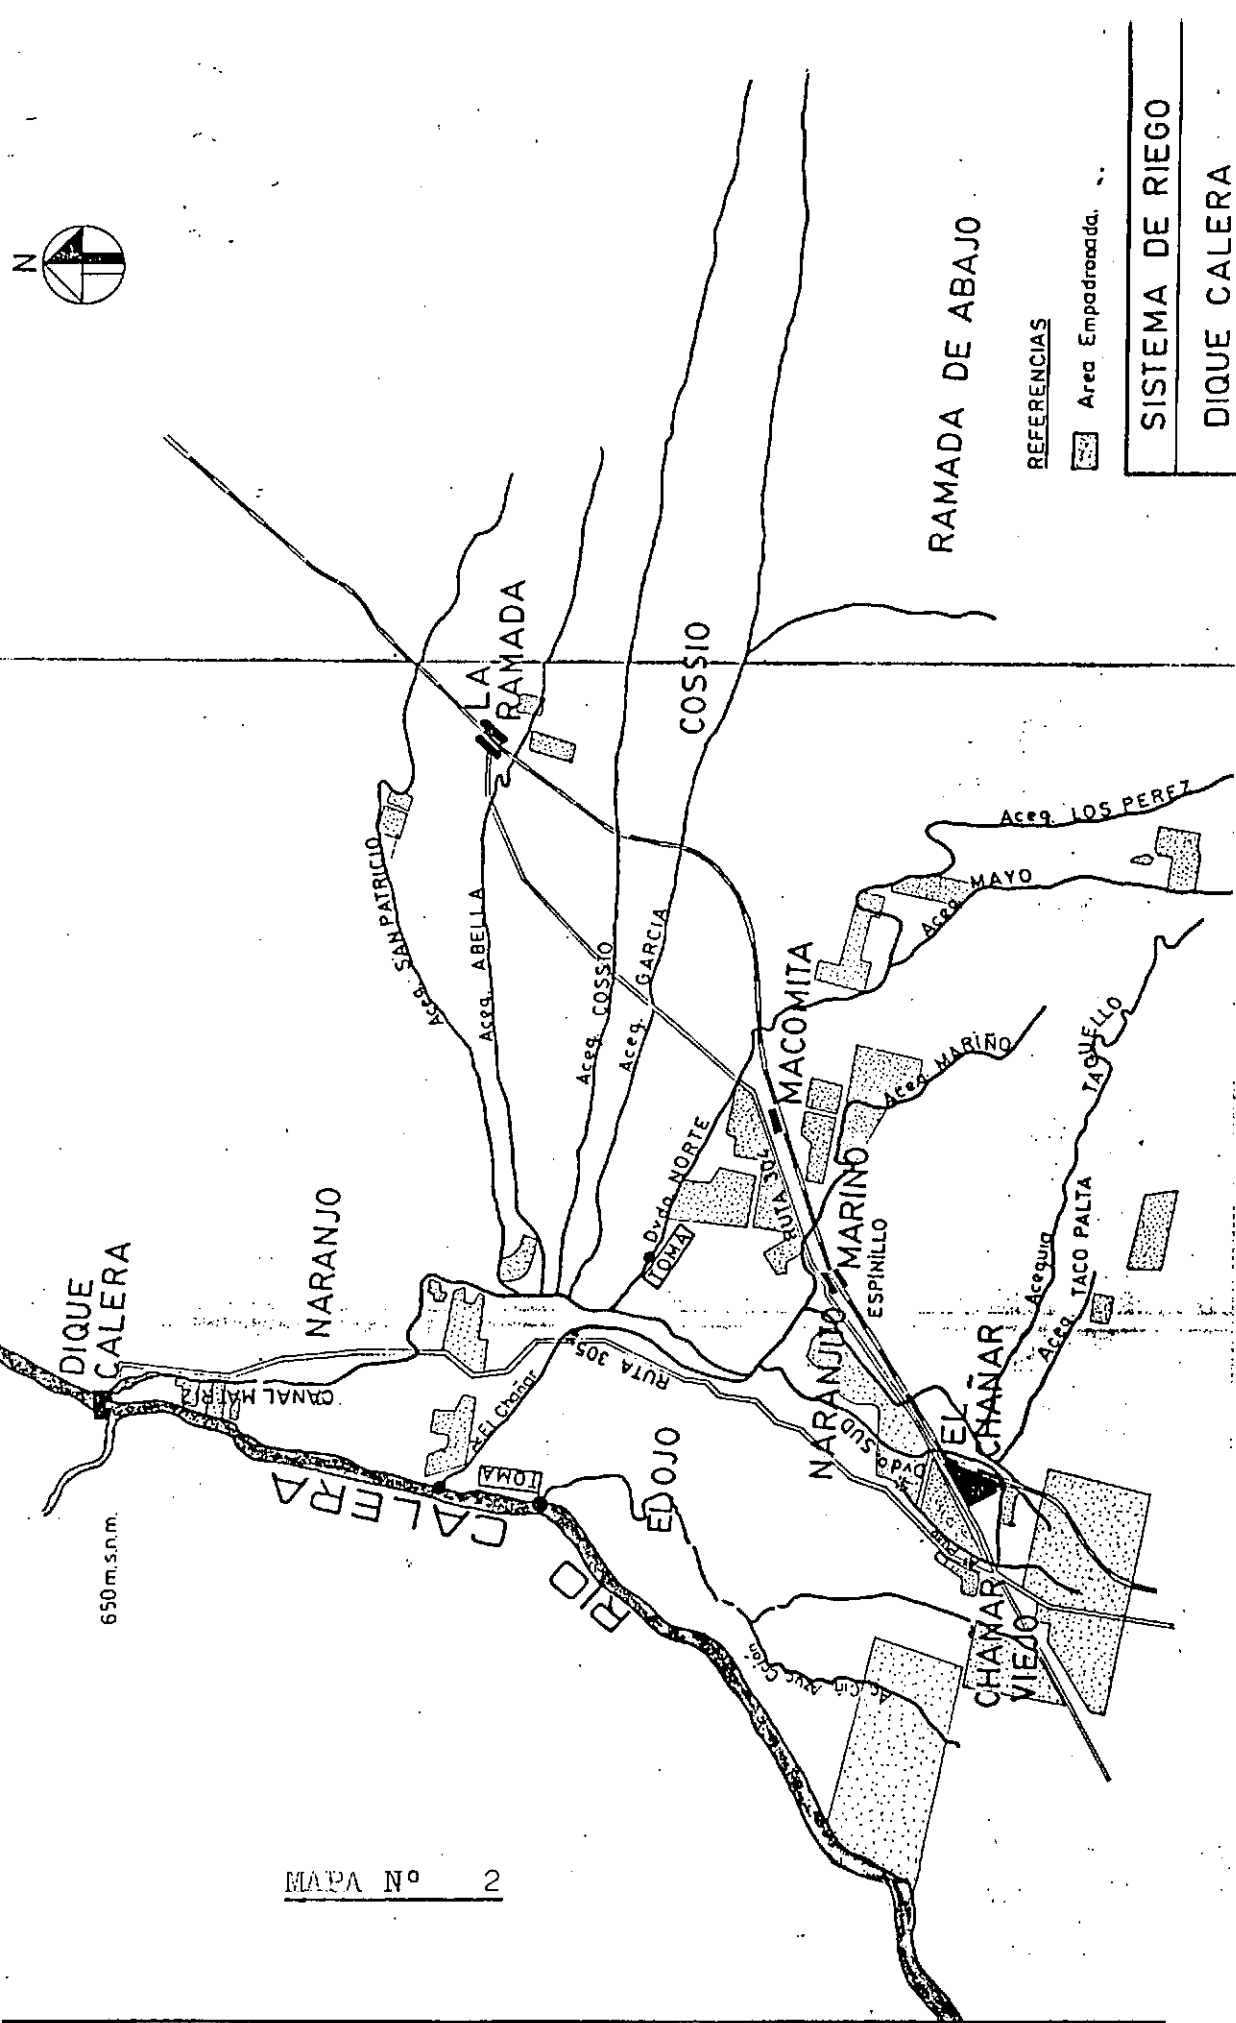 MAPA Nº 2
N
650 m.s.n.m.
DIQUE
CALERA
NARANJO
CANAL MATRIZ
RIO CALERA
El Chañar
TOMA
EL OJO
RUTA 305
Aceq. SAN PATRICIO
Aceq. ABELLA
Aceq. COSSIO
Aceq. GARCIA
LA
RAMADA
COSSIO
RAMADA DE ABAJO
Dvdo. NORTE
TOMA
RUTA 304
MACOMITA
MARIÑO
ESPINILLO
NARANJITO
Dvdo. SUD
EL
CHAÑAR
CHAÑAR
VIEJO
Aceq. MARIÑO
Aceq. MAYO
Aceq. LOS PEREZ
Acequia TAQUELLO
Aceq. TACO PALTA
REFERENCIAS
Area Empadronada.
SISTEMA DE RIEGO
DIQUE CALERA